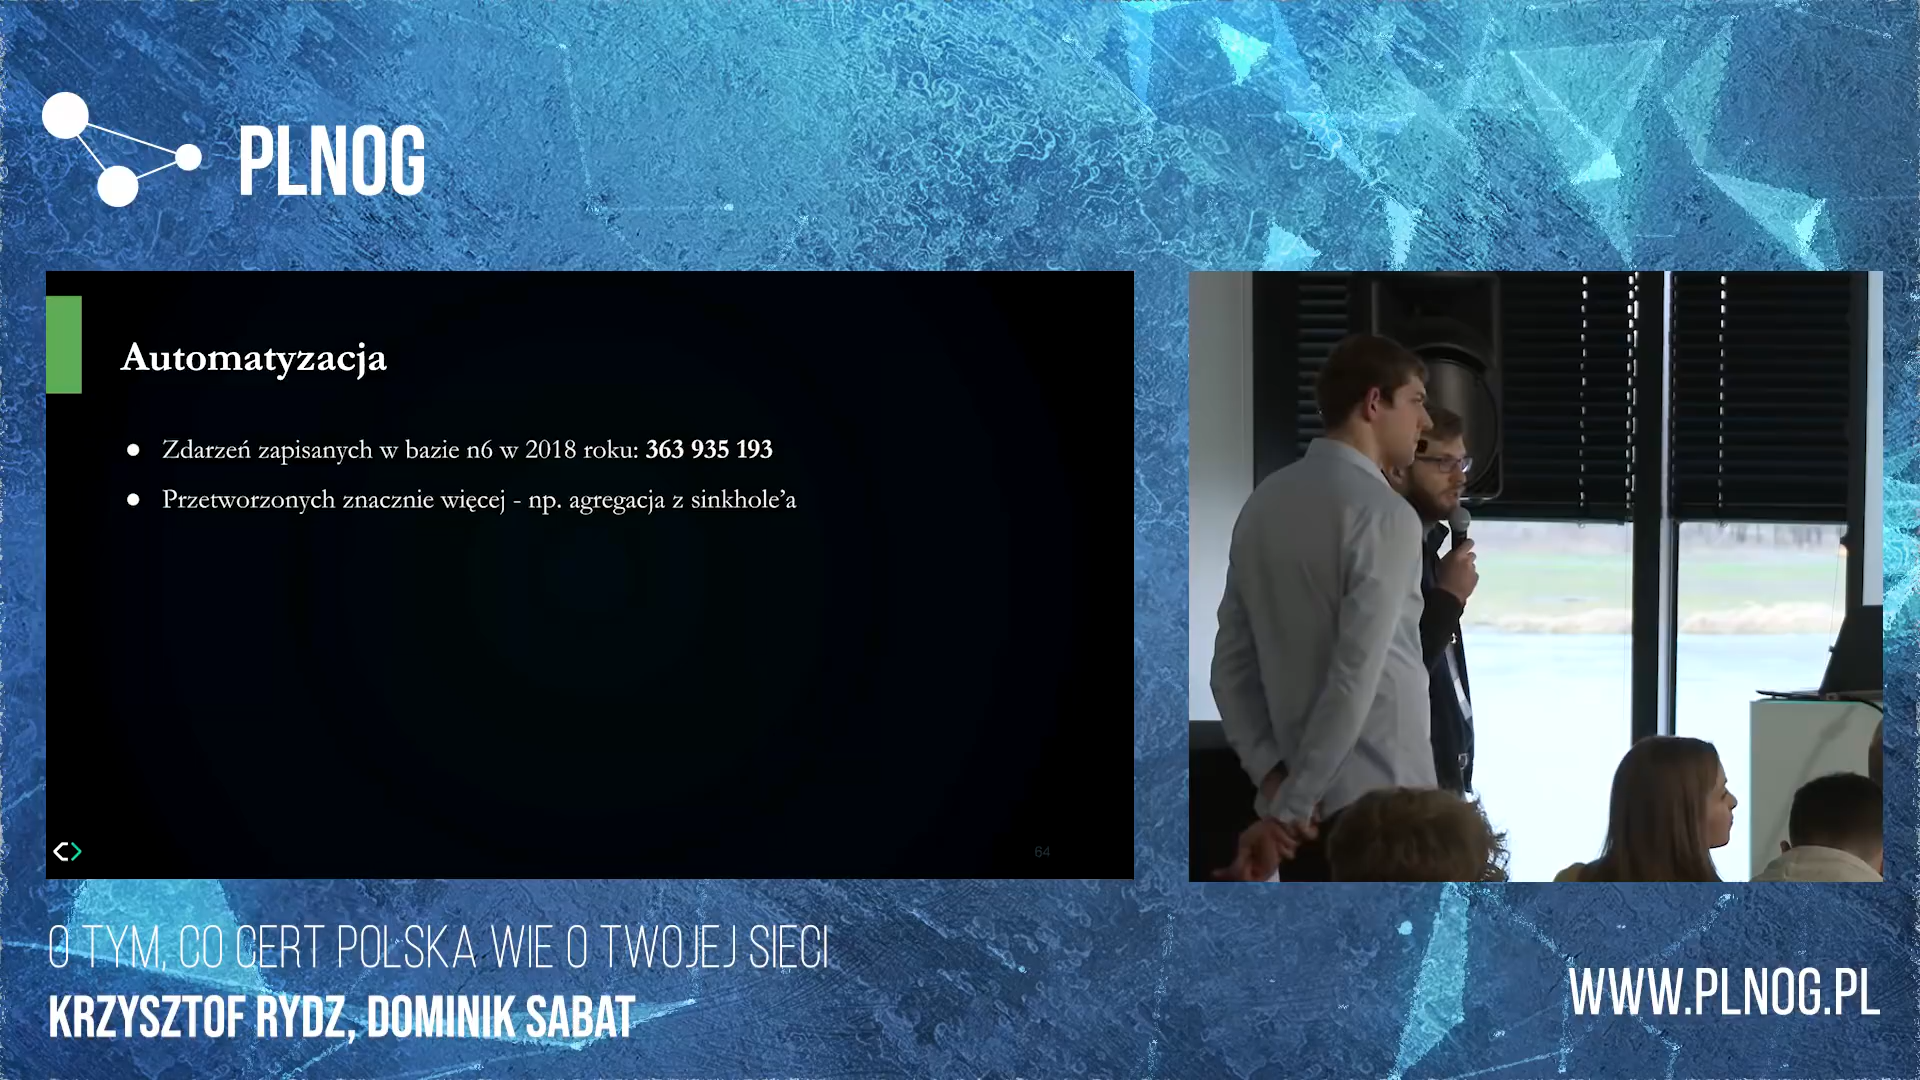 PLNOG
Automatyzacja
● Zdarzeń zapisanych w bazie n6 w 2018 roku: 363 935 193
● Przetworzonych znacznie więcej - np. agregacja z sinkhole’a
64
O TYM, CO CERT POLSKA WIE O TWOJEJ SIECI
KRZYSZTOF RYDZ, DOMINIK SABAT
WWW.PLNOG.PL